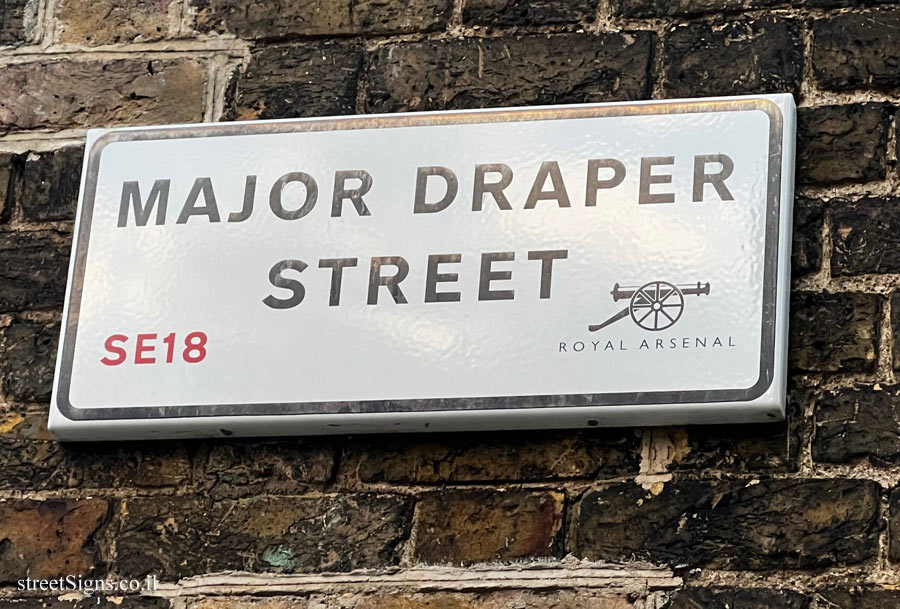 MAJOR DRAPER
STREET
SE18
ROYAL ARSENAL
streetSigns.co.il